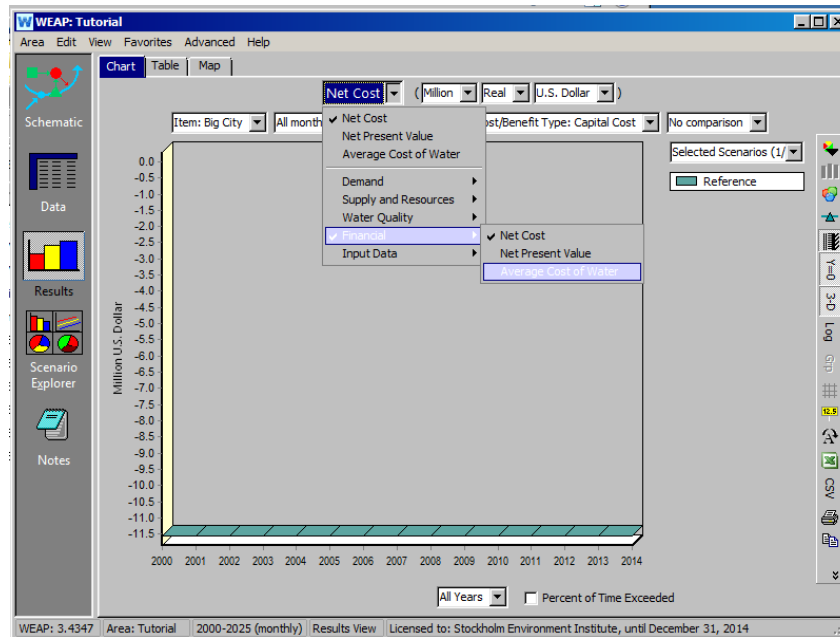 WEAP: Tutorial
Area Edit View Favorites Advanced Help
Chart Table Map
Net Cost ( Million Real U.S. Dollar )
Item: Big City All month ost/Benefit Type: Capital Cost No comparison
Selected Scenarios (1/
Reference
Net Cost
Net Present Value
Average Cost of Water
Demand
Supply and Resources
Water Quality
Financial
Input Data
Net Cost
Net Present Value
Average Cost of Water
Schematic
Data
Results
Scenario
Explorer
Notes
Million U.S. Dollar
0.0
-0.5
-1.0
-1.5
-2.0
-2.5
-3.0
-3.5
-4.0
-4.5
-5.0
-5.5
-6.0
-6.5
-7.0
-7.5
-8.0
-8.5
-9.0
-9.5
-10.0
-10.5
-11.0
-11.5
2000 2001 2002 2003 2004 2005 2006 2007 2008 2009 2010 2011 2012 2013 2014
All Years Percent of Time Exceeded
Y=0
3-D
Log
Grp
12.5
CSV
WEAP: 3.4347 Area: Tutorial 2000-2025 (monthly) Results View Licensed to: Stockholm Environment Institute, until December 31, 2014